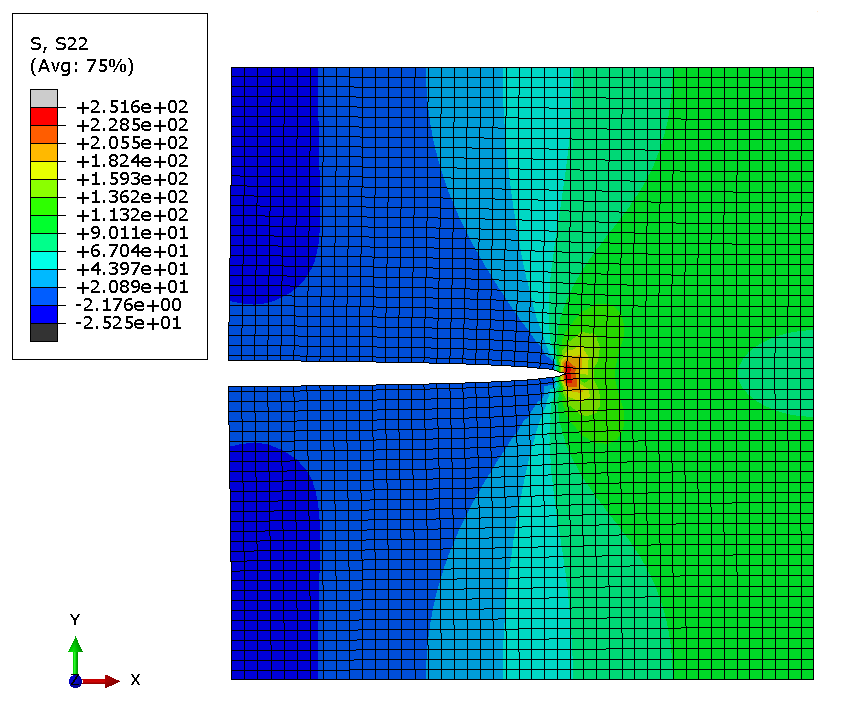 S, S22
(Avg: 75%)
+2.516e+02
+2.285e+02
+2.055e+02
+1.824e+02
+1.593e+02
+1.362e+02
+1.132e+02
+9.011e+01
+6.704e+01
+4.397e+01
+2.089e+01
-2.176e+00
-2.525e+01
Y
Z
X